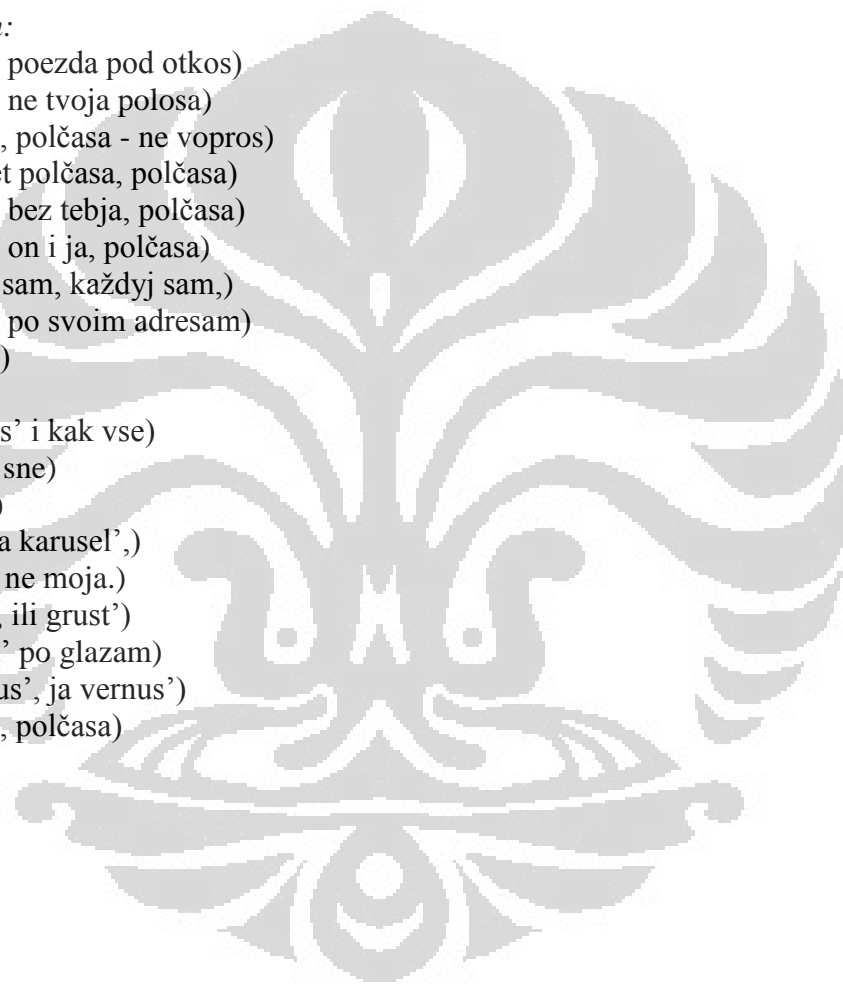 :
poezda pod otkos)
ne tvoja polosa)
, polčasa - ne vopros)
t polčasa, polčasa)
bez tebja, polčasa)
on i ja, polčasa)
sam, každyj sam,)
po svoim adresam)
)
s’ i kak vse)
sne)
)
a karusel’,)
ne moja.)
, ili grust’)
’ po glazam)
us’, ja vernus’)
, polčasa)